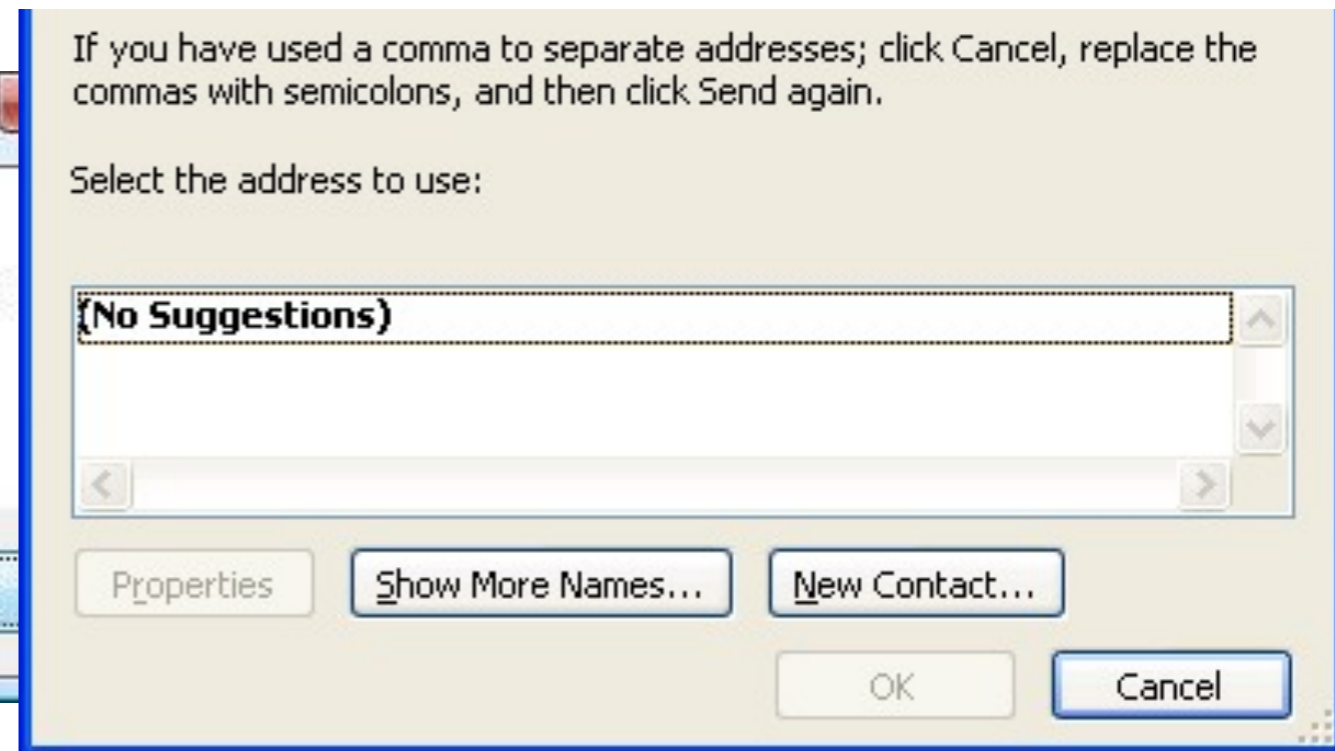 If you have used a comma to separate addresses; click Cancel, replace the
commas with semicolons, and then click Send again.
Select the address to use:
(No Suggestions)
Properties
Show More Names...
New Contact...
OK
Cancel